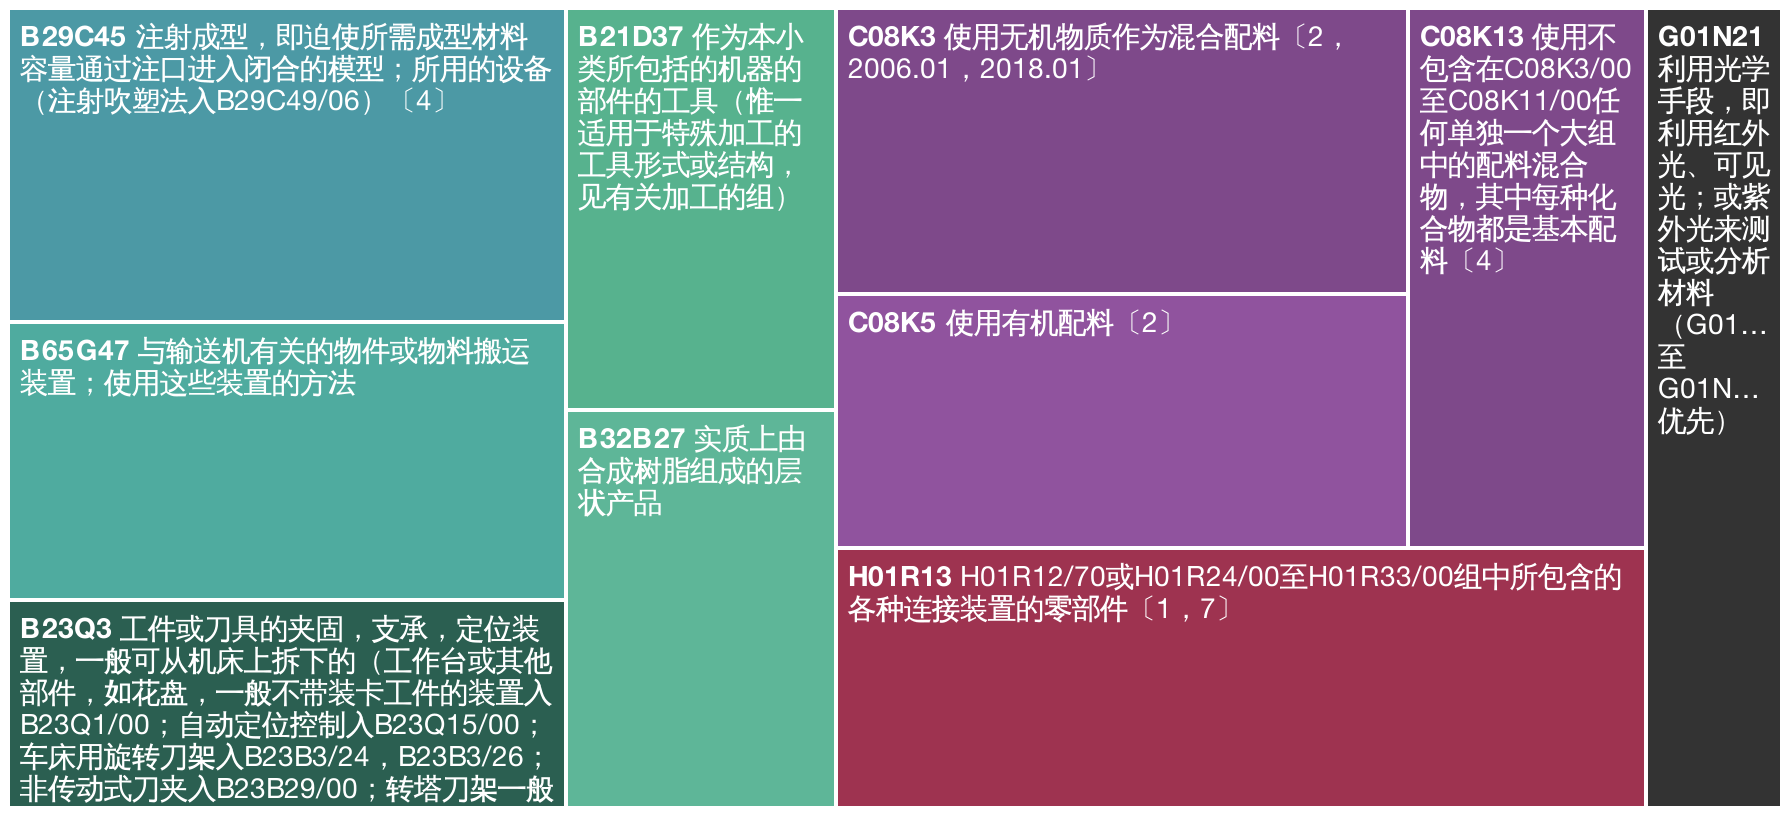 B29C45 注射成型，即迫使所需成型材料
容量通过注口进入闭合的模型；所用的设备
（注射吹塑法入B29C49/06）〔4〕
B65G47 与输送机有关的物件或物料搬运
装置；使用这些装置的方法
B23Q3 工件或刀具的夹固，支承，定位装
置，一般可从机床上拆下的（工作台或其他
部件，如花盘，一般不带装卡工件的装置入
B23Q1/00；自动定位控制入B23Q15/00；
车床用旋转刀架入B23B3/24，B23B3/26；
非传动式刀夹入B23B29/00；转塔刀架一般
B21D37 作为本小
类所包括的机器的
部件的工具（惟一
适用于特殊加工的
工具形式或结构，
见有关加工的组）
B32B27 实质上由
合成树脂组成的层
状产品
C08K3 使用无机物质作为混合配料〔2，
2006.01，2018.01〕
C08K5 使用有机配料〔2〕
C08K13 使用不
包含在C08K3/00
至C08K11/00任
何单独一个大组
中的配料混合
物，其中每种化
合物都是基本配
料〔4〕
H01R13 H01R12/70或H01R24/00至H01R33/00组中所包含的
各种连接装置的零部件〔1，7〕
G01N21
利用光学
手段，即
利用红外
光、可见
光；或紫
外光来测
试或分析
材料
（G01…
至
G01N…
优先）